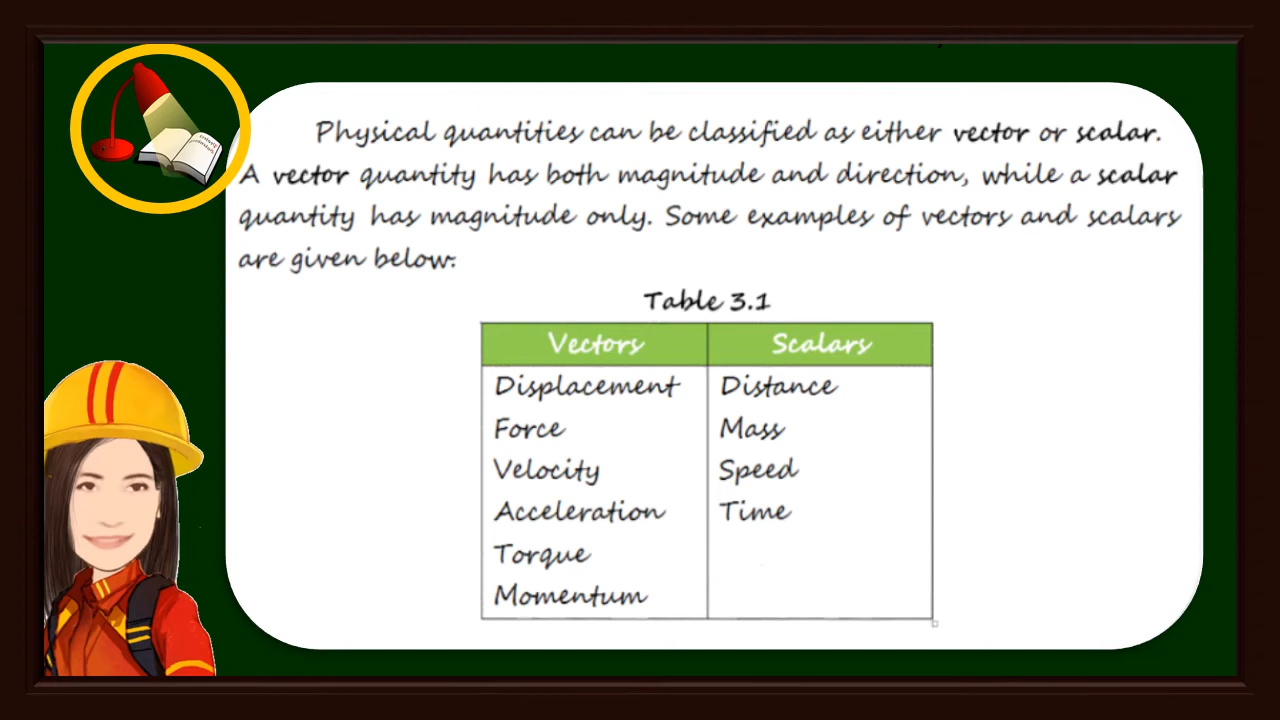 Physical quantities can be classified as either vector or scalar.
A vector quantity has both magnitude and direction, while a scalar
quantity has magnitude only. Some examples of vectors and scalars
are given below:
Table 3.1
Vectors Scalars
Displacement Distance
Force Mass
Velocity Speed
Acceleration Time
Torque
Momentum